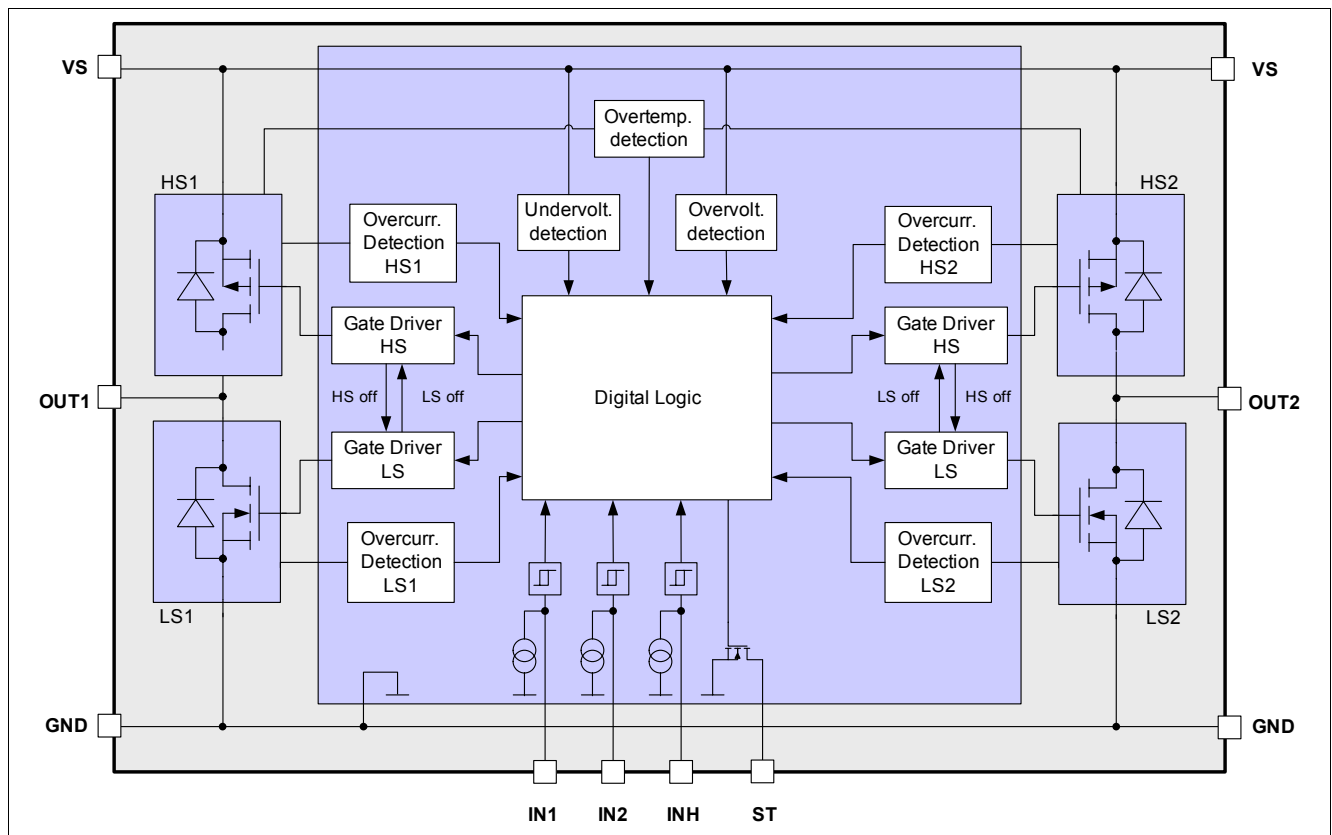 VS
VS
Overtemp.
detection
HS1
HS2
Overcurr.
Detection
HS1
Undervolt.
detection
Overvolt.
detection
Overcurr.
Detection
HS2
Gate Driver
HS
Gate Driver
HS
HS off
LS off
Digital Logic
LS off
HS off
OUT1
OUT2
Gate Driver
LS
Gate Driver
LS
Overcurr.
Detection
LS1
Overcurr.
Detection
LS2
LS1
LS2
GND
GND
IN1
IN2
INH
ST